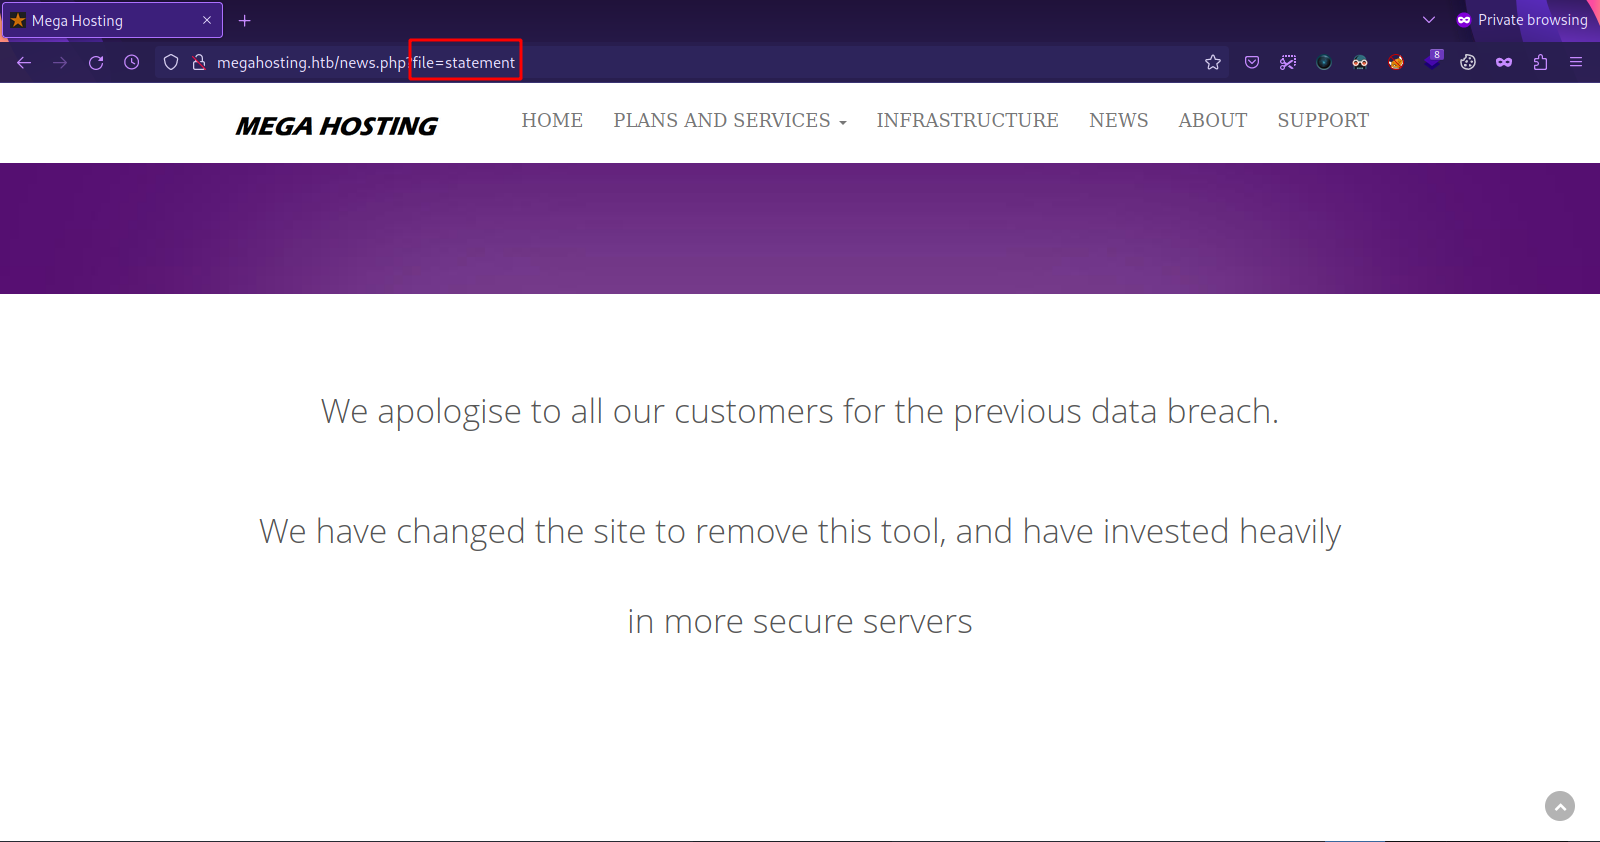 Mega Hosting
Private browsing
megahosting.htb/news.php?file=statement
8
MEGA HOSTING
HOME PLANS AND SERVICES INFRASTRUCTURE NEWS ABOUT SUPPORT
We apologise to all our customers for the previous data breach.
We have changed the site to remove this tool, and have invested heavily
in more secure servers